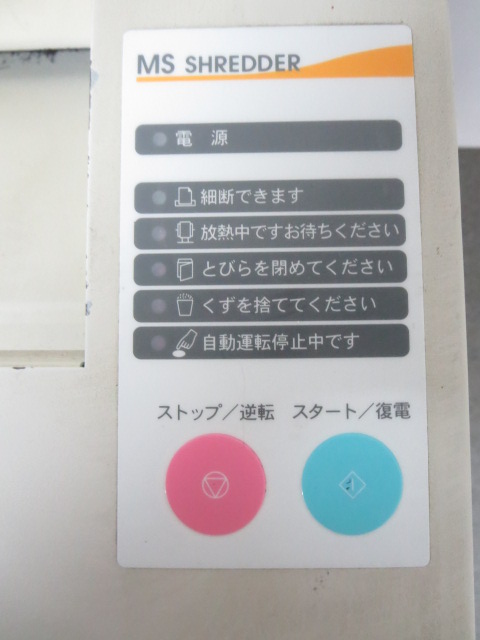 MS SHREDDER
電 源
細断できます
放熱中ですお待ちください
とびらを閉めてください
くずを捨ててください
自動運転停止中です
ストップ／逆転 スタート／復電